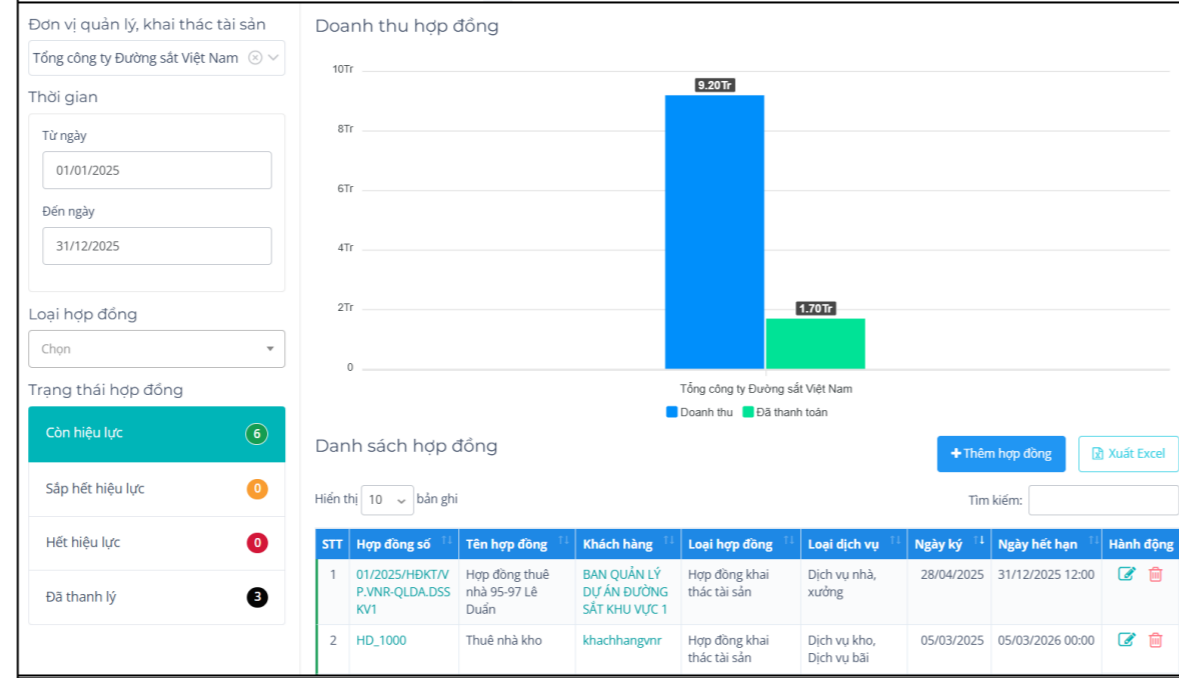 Đơn vị quản lý, khai thác tài sản
Tổng công ty Đường sắt Việt Nam
Thời gian
Từ ngày
01/01/2025
Đến ngày
31/12/2025
Loại hợp đồng
Chọn
Trạng thái hợp đồng
Còn hiệu lực 6
Sắp hết hiệu lực 0
Hết hiệu lực 0
Đã thanh lý 3
Doanh thu hợp đồng
10Tr
8Tr
6Tr
4Tr
2Tr
0
9.20Tr
1.70Tr
Tổng công ty Đường sắt Việt Nam
Doanh thu Đã thanh toán
Danh sách hợp đồng
+ Thêm hợp đồng
Xuất Excel
Hiển thị 10 bản ghi
Tìm kiếm:
STT Hợp đồng số Tên hợp đồng Khách hàng Loại hợp đồng Loại dịch vụ Ngày ký Ngày hết hạn Hành động
1 01/2025/HĐKT/V Hợp đồng thuê BAN QUẢN LÝ Hợp đồng khai Dịch vụ nhà, 28/04/2025 31/12/2025 12:00
P.VNR-QLDA.DSS nhà 95-97 Lê DỰ ÁN ĐƯỜNG thác tài sản xưởng
KV1 Duẩn SẮT KHU VỰC 1
2 HD_1000 Thuê nhà kho khachhangvnr Hợp đồng khai Dịch vụ kho, 05/03/2025 05/03/2026 00:00
thác tài sản Dịch vụ bãi